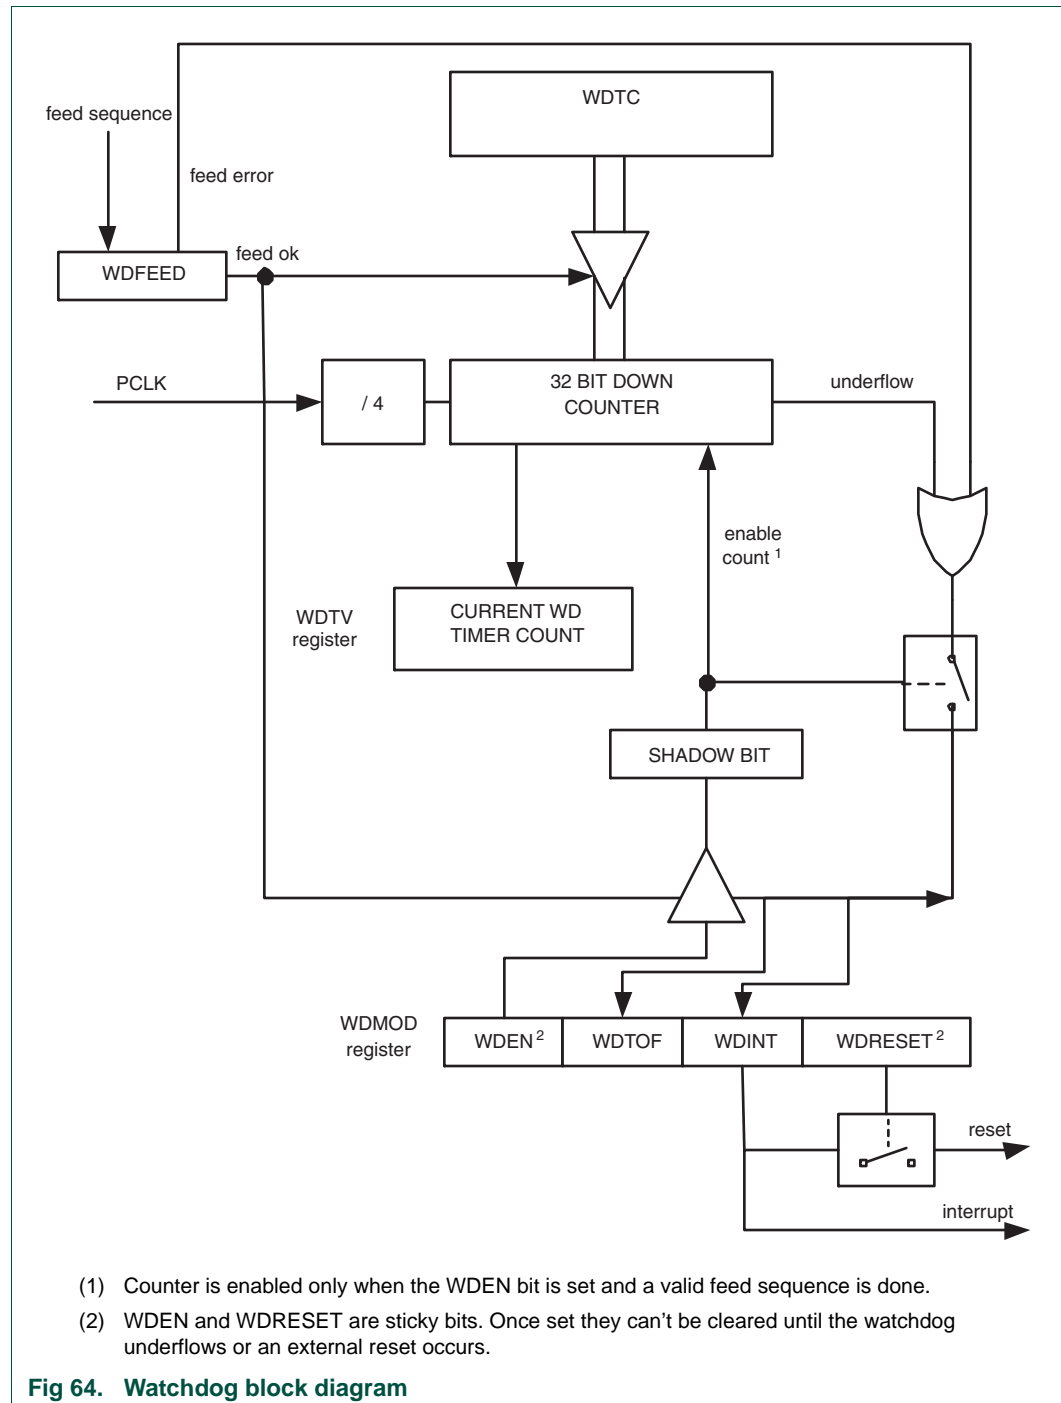 WDTC
feed sequence
feed error
feed ok
WDFEED
PCLK
/ 4
32 BIT DOWN
COUNTER
underflow
enable
count 1
WDTV
register
CURRENT WD
TIMER COUNT
SHADOW BIT
WDMOD
register
WDEN 2
WDTOF
WDINT
WDRESET 2
reset
interrupt
(1) Counter is enabled only when the WDEN bit is set and a valid feed sequence is done.
(2) WDEN and WDRESET are sticky bits. Once set they can't be cleared until the watchdog
underflows or an external reset occurs.
Fig 64. Watchdog block diagram